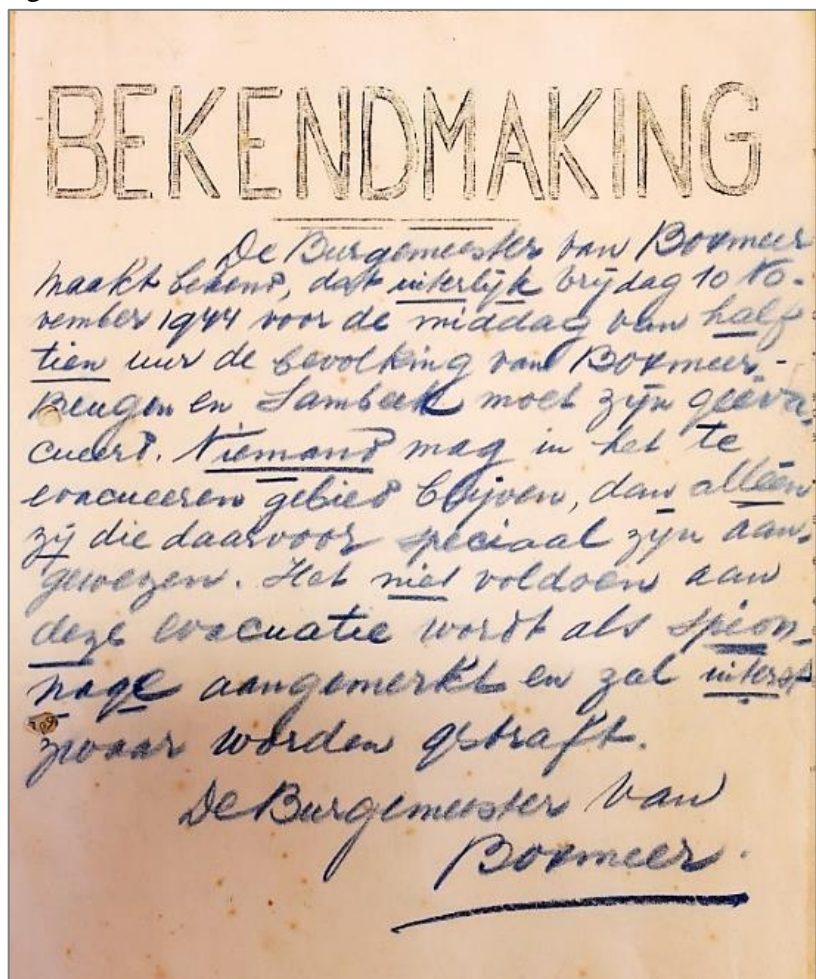 BEKENDMAKING
De Burgemeester van Boxmeer
maakt bekend, dat uiterlijk vrijdag 10 No-
vember 1944 voor de middag van half
tien uur de bevolking van Boxmeer-
Beugen en Sambeek moet zijn geëva-
cueerd. Niemand mag in het te
evacueeren gebied blijven, dan alleen
zij die daarvoor speciaal zijn aan-
gewezen. Het niet voldoen aan
deze evacuatie wordt als spion-
nage aangemerkt en zal uiterst
zwaar worden gestraft.
De Burgemeester van
Boxmeer.